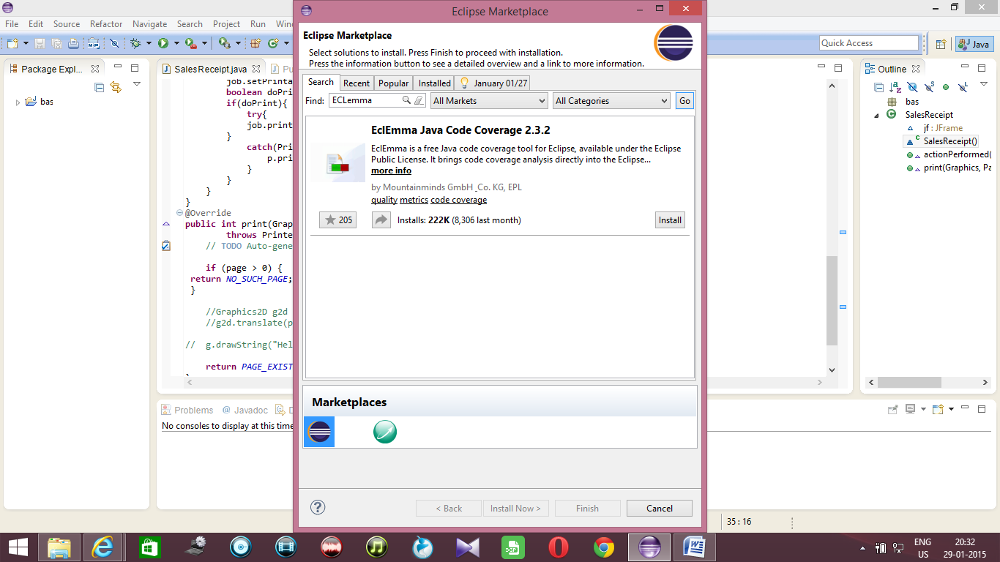 Eclipse Marketplace
File Edit Source Refactor Navigate Search Project Run
Quick Access
Java
Package Expl...
bas
SalesReceipt.java
boolean doPri
if(doPrint){
try{
job.print
}
catch(Pri
p.pri
}
}
}
}
@Override
public int print(Grap
throws Printe
// TODO Auto-gene
if (page > 0) {
return NO_SUCH_PAGE;
}
//Graphics2D g2d
//g2d.translate(p
// g.drawString("Hel
return PAGE_EXIST
Eclipse Marketplace
Select solutions to install. Press Finish to proceed with installation.
Press the information button to see a detailed overview and a link to more information.
Search Recent Popular Installed January 01/27
Find: ECLemma All Markets All Categories Go
EclEmma Java Code Coverage 2.3.2
EclEmma is a free Java code coverage tool for Eclipse, available under the Eclipse
Public License. It brings code coverage analysis directly into the Eclipse...
more info
by Mountainminds GmbH _Co. KG, EPL
quality metrics code coverage
205 Installs: 222K (8,306 last month) Install
Marketplaces
< Back Install Now > Finish Cancel
Outline
bas
SalesReceipt
jf : JFrame
SalesReceipt()
actionPerformed(
print(Graphics, Pa
Problems @ Javadoc
No consoles to display at this time
35 : 16
SGP
ENG
US
20:32
29-01-2015